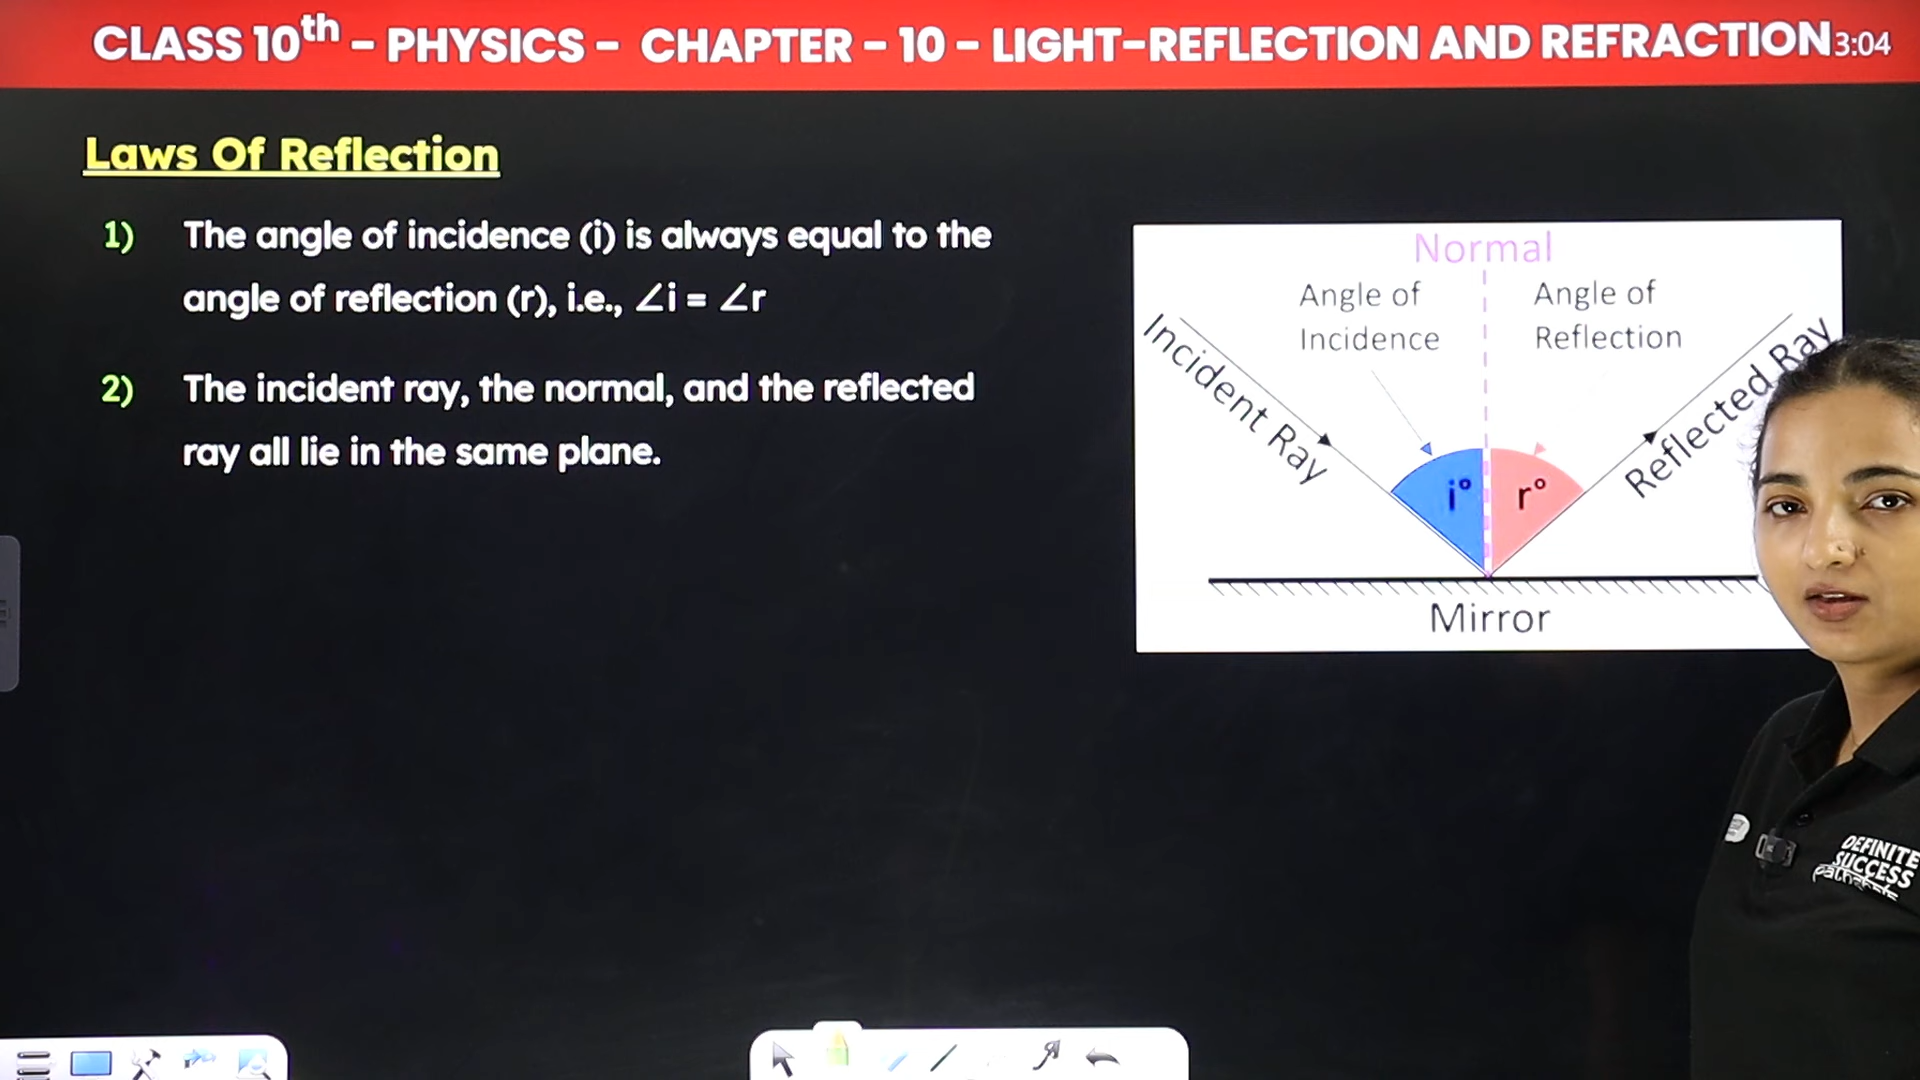 CLASS 10th – PHYSICS – CHAPTER – 10 – LIGHT-REFLECTION AND REFRACTION
3:04
Laws Of Reflection
1) The angle of incidence (i) is always equal to the
angle of reflection (r), i.e., ∠i = ∠r
2) The incident ray, the normal, and the reflected
ray all lie in the same plane.
Normal
Angle of
Incidence
Angle of
Reflection
Incident Ray
Reflected Ray
i°
r°
Mirror
DEFINITE
SUCCESS
pathshala